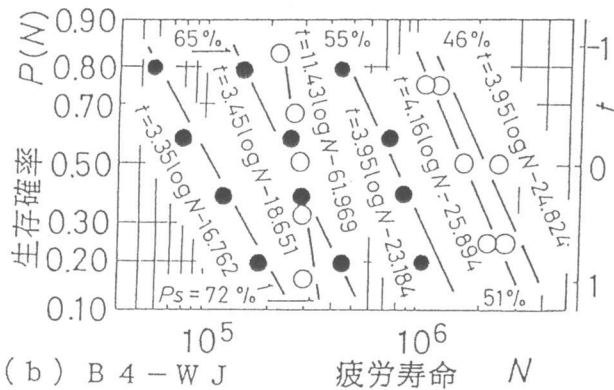 P(N)
生存確率
0.90
0.80
0.70
0.50
0.30
0.20
0.10
65%
55%
46%
t=3.35logN-16.762
t=3.45logN-18.651
t=11.43logN-61.969
t=3.95logN-23.184
t=4.16logN-25.894
t=3.95logN-24.824
Ps=72%
51%
-1
0
1
t
10⁵
10⁶
(b) B4-WJ
疲労寿命 N